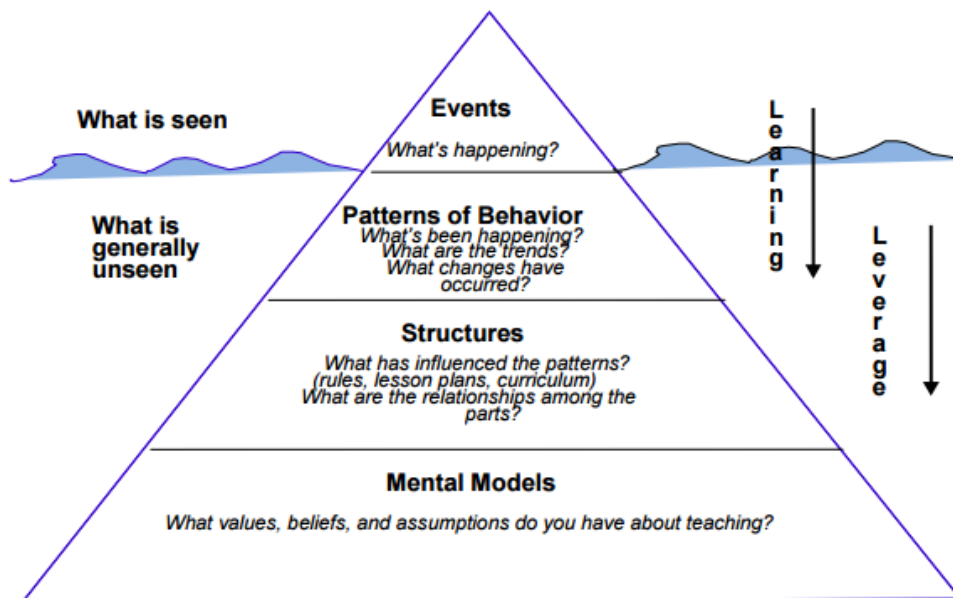 What is seen
Events
What's happening?
What is
generally
unseen
Patterns of Behavior
What's been happening?
What are the trends?
What changes have
occurred?
Structures
What has influenced the patterns?
(rules, lesson plans, curriculum)
What are the relationships among the
parts?
Mental Models
What values, beliefs, and assumptions do you have about teaching?
Learning
Leverage